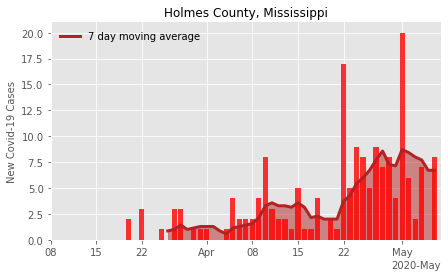 Holmes County, Mississippi
7 day moving average
New Covid-19 Cases
20.0
17.5
15.0
12.5
10.0
7.5
5.0
2.5
0.0
08 15 22 Apr 08 15 22 May
2020-May